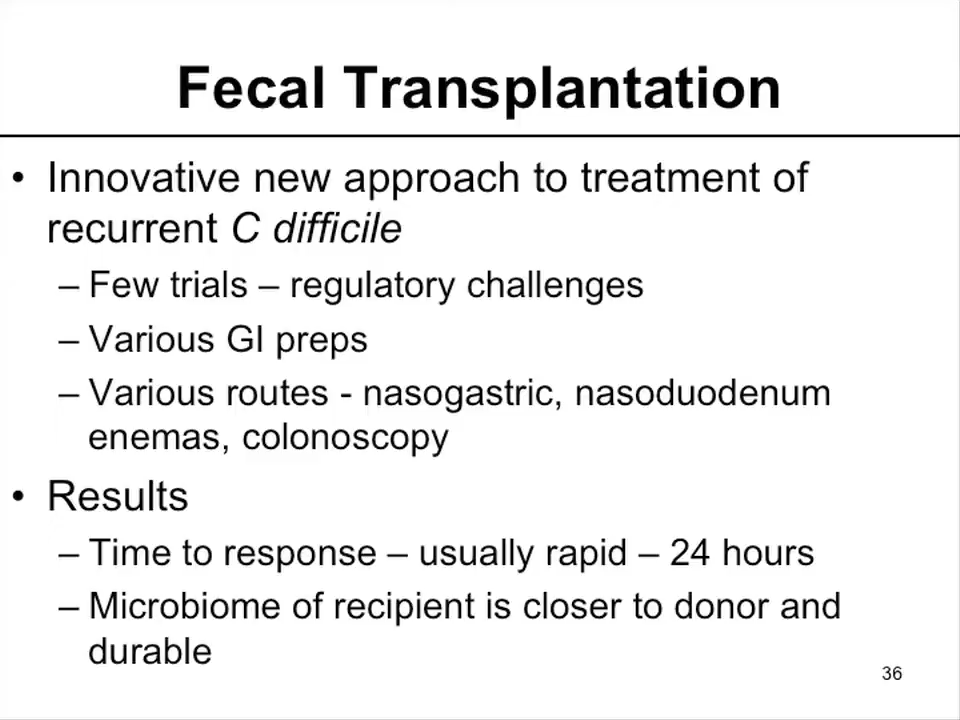 Fecal Transplantation
• Innovative new approach to treatment of
recurrent C difficile
– Few trials – regulatory challenges
– Various GI preps
– Various routes - nasogastric, nasoduodenum
enemas, colonoscopy
• Results
– Time to response – usually rapid – 24 hours
– Microbiome of recipient is closer to donor and
durable
36